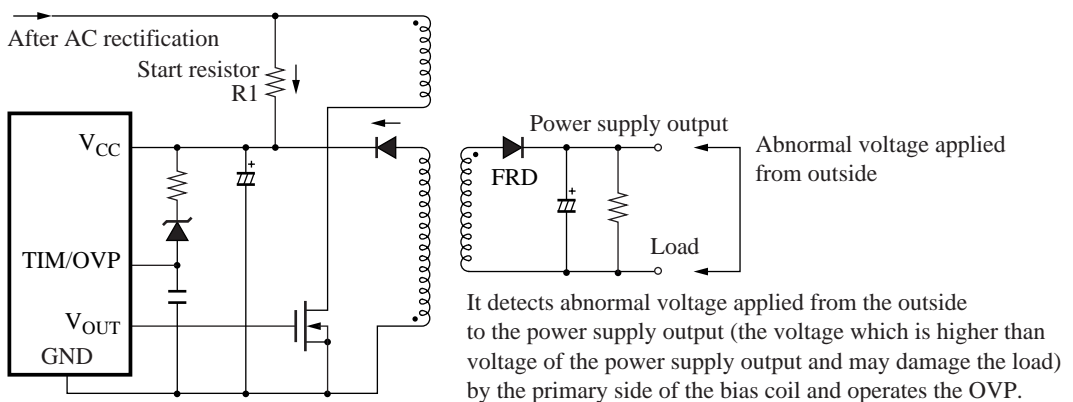 After AC rectification
Start resistor
R1
VCC
TIM/OVP
VOUT
GND
+
FRD
+
Power supply output
Load
Abnormal voltage applied
from outside
It detects abnormal voltage applied from the outside
to the power supply output (the voltage which is higher than
voltage of the power supply output and may damage the load)
by the primary side of the bias coil and operates the OVP.